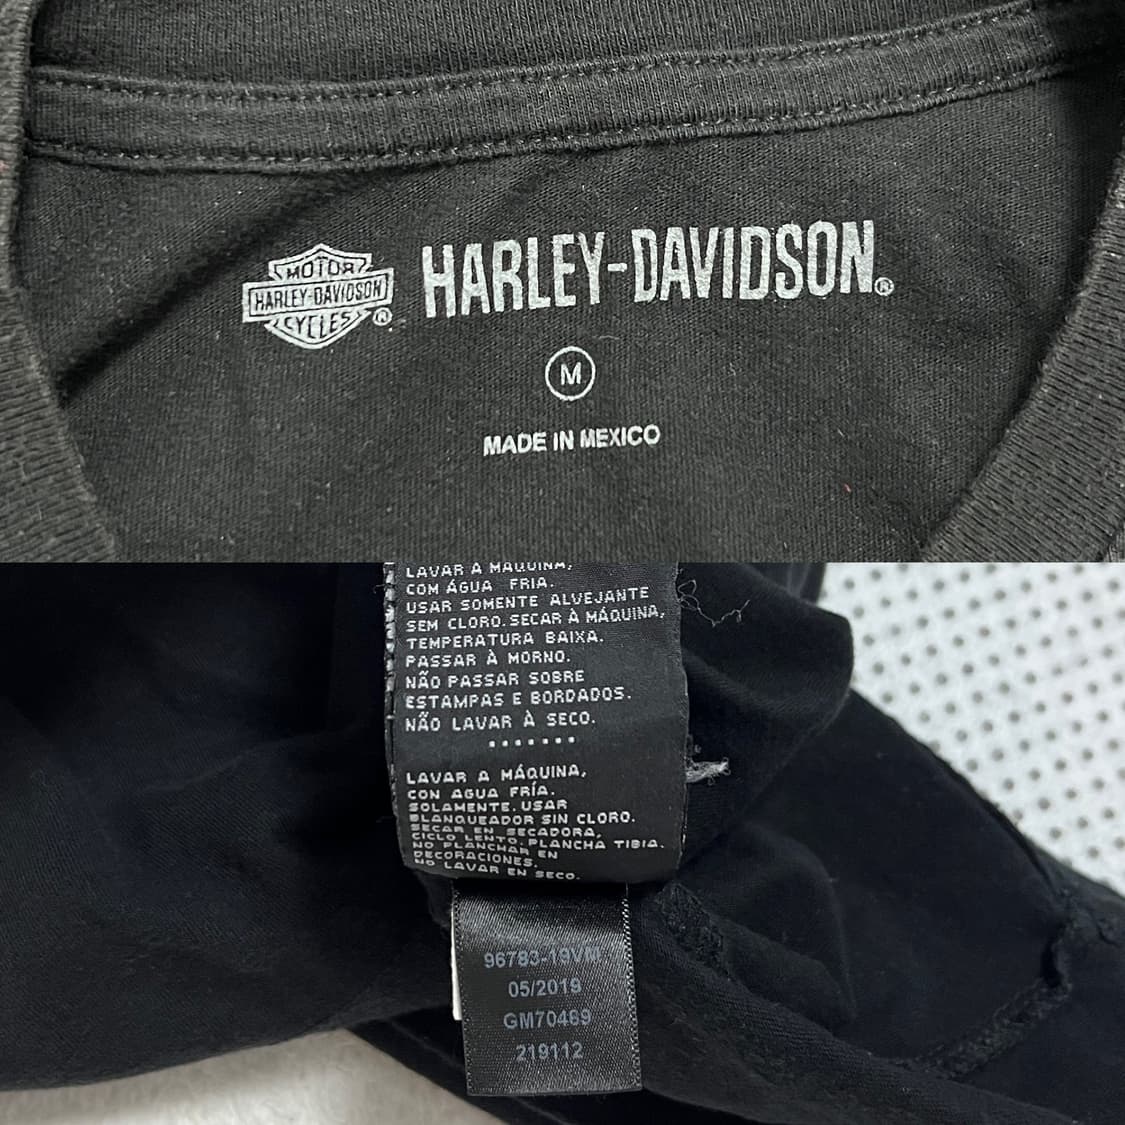 MOTOR
HARLEY-DAVIDSON
CYCLES
®
HARLEY-DAVIDSON®
M
MADE IN MEXICO
LAVAR A MÁQUINA,
COM ÁGUA FRIA.
USAR SOMENTE ALVEJANTE
SEM CLORO. SECAR À MÁQUINA,
TEMPERATURA BAIXA.
PASSAR À MORNO.
NÃO PASSAR SOBRE
ESTAMPAS E BORDADOS.
NÃO LAVAR À SECO.
.......
LAVAR A MÁQUINA,
CON AGUA FRÍA.
SOLAMENTE. USAR
BLANQUEADOR SIN CLORO.
SECAR EN SECADORA,
CICLO LENTO. PLANCHA TIBIA.
NO PLANCHAR EN
DECORACIONES.
NO LAVAR EN SECO.
96783-19VM
05/2019
GM70469
219112